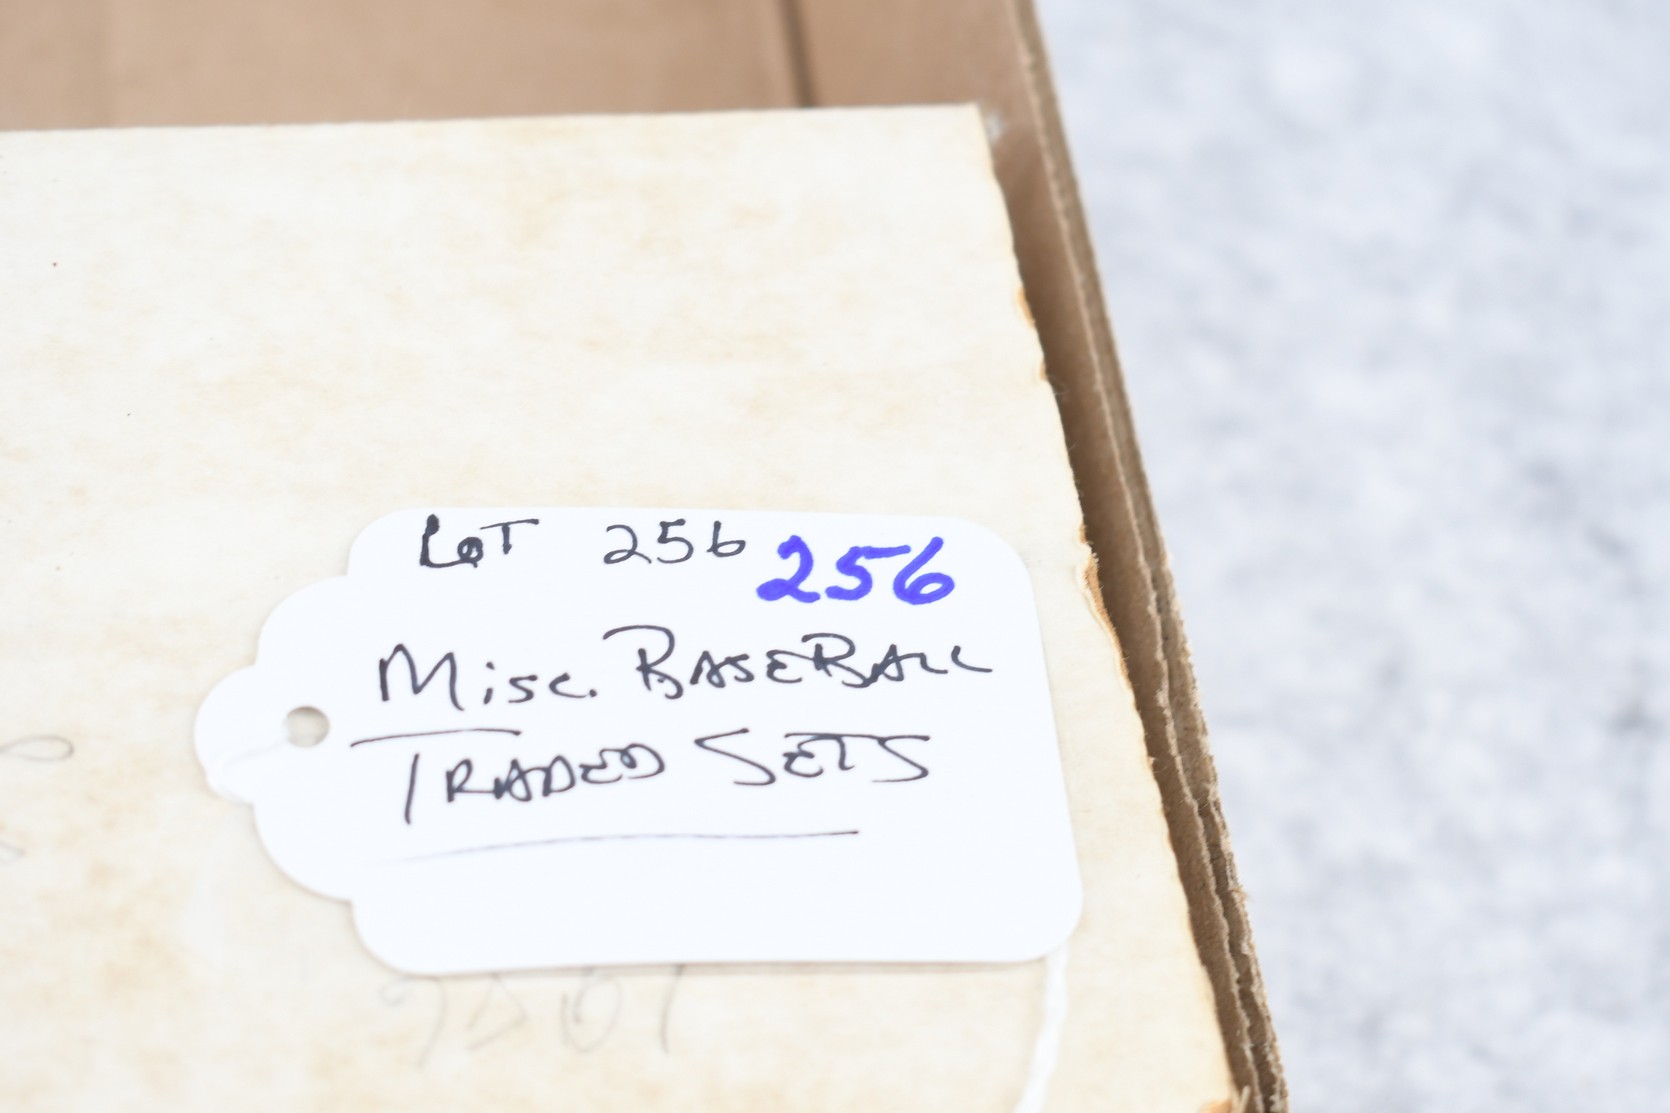 LOT 256 256
Misc. BASEBALL
TRADED SETS